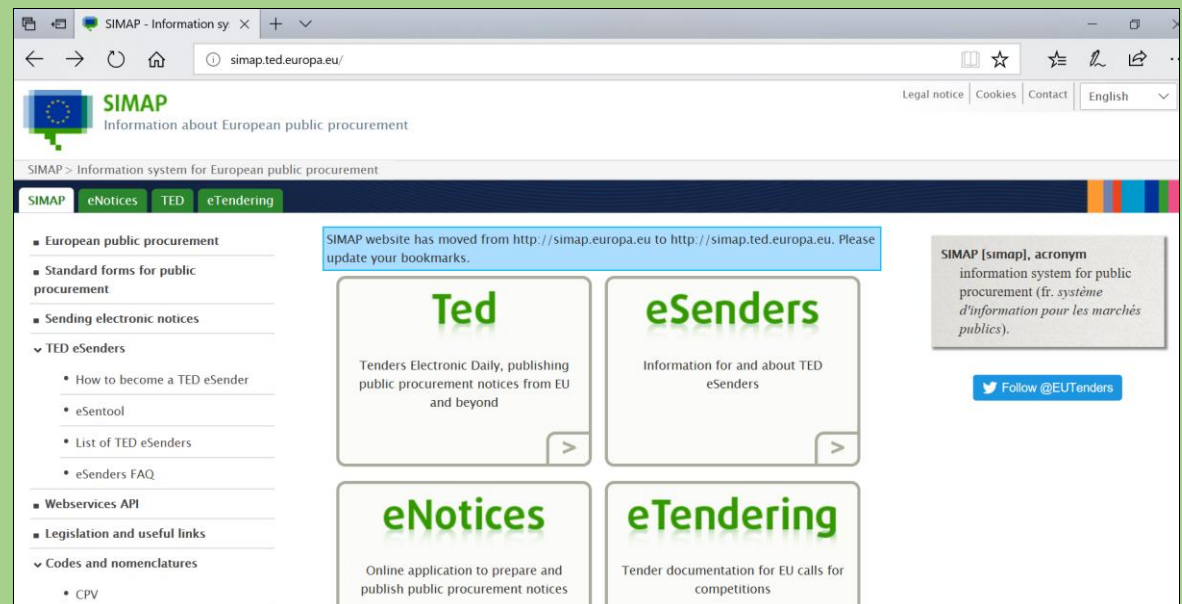 SIMAP - Information sy
simap.ted.europa.eu/
SIMAP
Information about European public procurement
Legal notice Cookies Contact English
SIMAP > Information system for European public procurement
SIMAP eNotices TED eTendering
European public procurement
Standard forms for public
procurement
Sending electronic notices
TED eSenders
How to become a TED eSender
eSentool
List of TED eSenders
eSenders FAQ
Webservices API
Legislation and useful links
Codes and nomenclatures
CPV
SIMAP website has moved from http://simap.europa.eu to http://simap.ted.europa.eu. Please
update your bookmarks.
Ted
Tenders Electronic Daily, publishing
public procurement notices from EU
and beyond
>
eSenders
Information for and about TED
eSenders
>
eNotices
Online application to prepare and
publish public procurement notices
eTendering
Tender documentation for EU calls for
competitions
SIMAP [simap], acronym
information system for public
procurement (fr. système
d'information pour les marchés
publics).
Follow @EUTenders